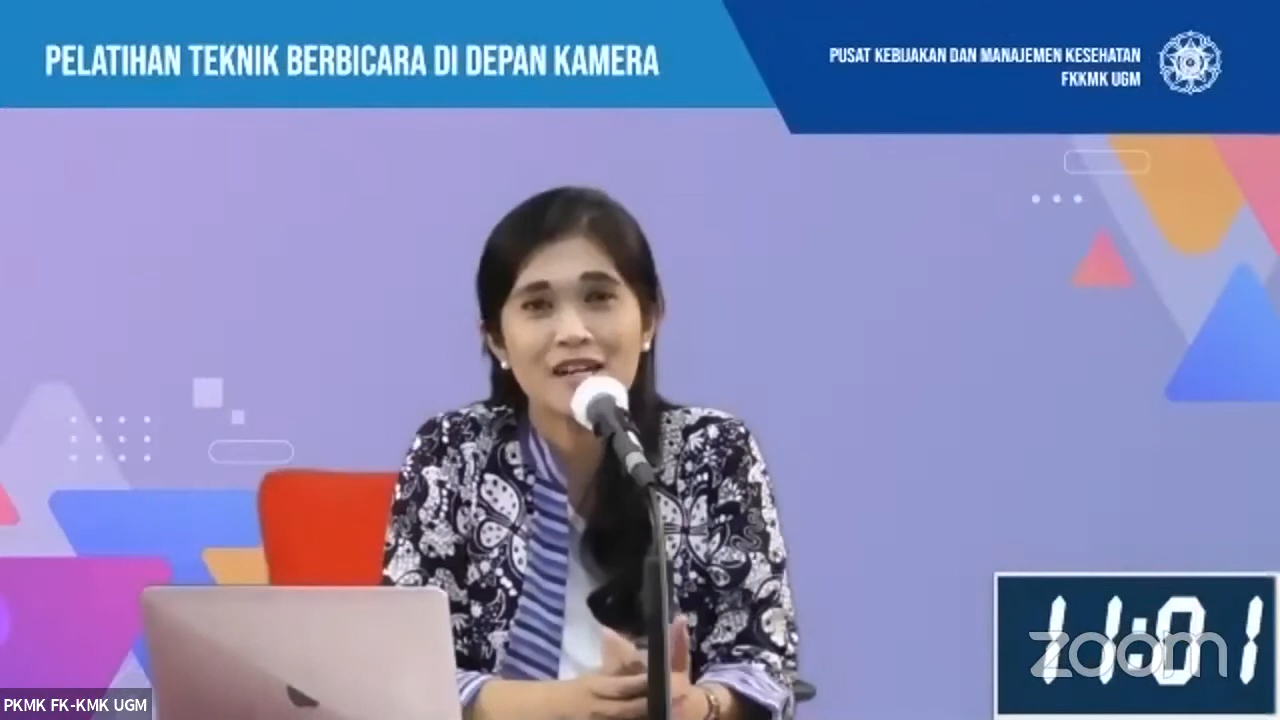 PELATIHAN TEKNIK BERBICARA DI DEPAN KAMERA
PUSAT KEBIJAKAN DAN MANAJEMEN KESEHATAN
FKKMK UGM
11:01
zoom
PKMK FK-KMK UGM